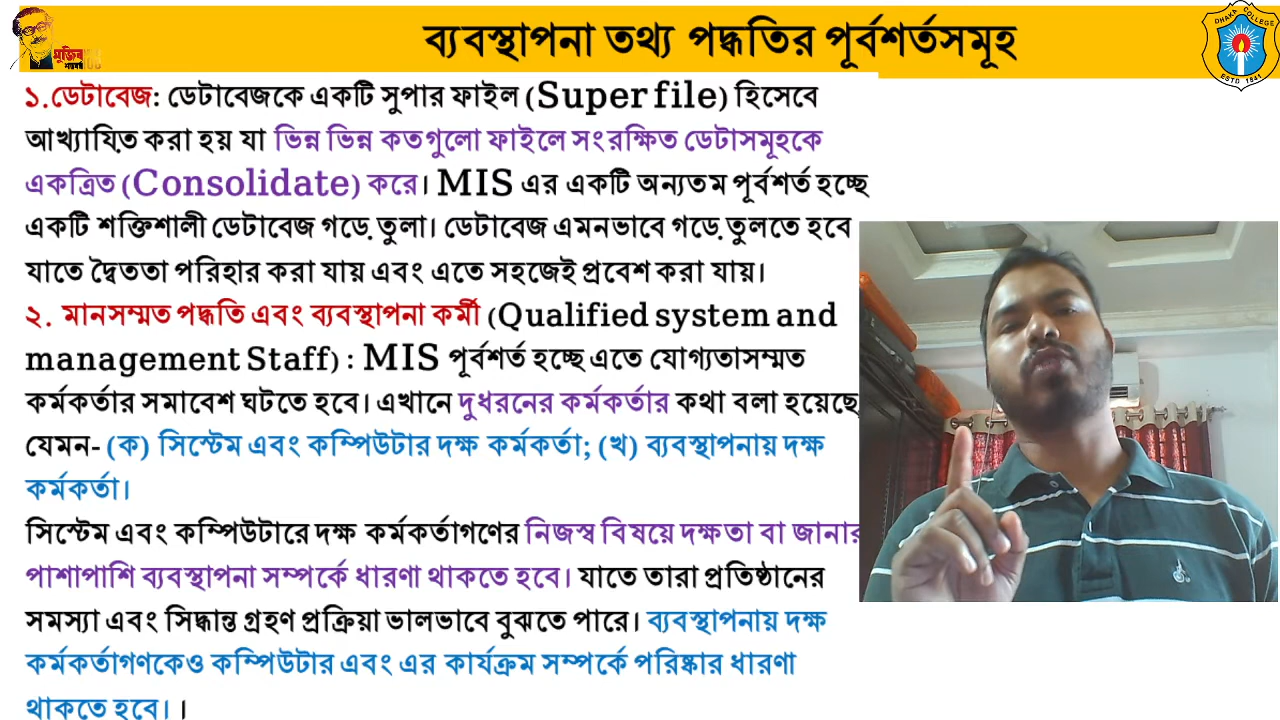 ব্যবস্থাপনা তথ্য পদ্ধতির পূর্বশর্তসমূহ
মুজিব
DHAKA COLLEGE
ESTD. 1841
১.ডেটাবেজ: ডেটাবেজকে একটি সুপার ফাইল (Super file) হিসেবে
আখ্যায়িত করা হয় যা ভিন্ন ভিন্ন কতগুলো ফাইলে সংরক্ষিত ডেটাসমূহকে
একত্রিত (Consolidate) করে। MIS এর একটি অন্যতম পূর্বশর্ত হচ্ছে
একটি শক্তিশালী ডেটাবেজ গড়ে তুলা। ডেটাবেজ এমনভাবে গড়ে তুলতে হবে
যাতে দ্বৈততা পরিহার করা যায় এবং এতে সহজেই প্রবেশ করা যায়।
২. মানসম্মত পদ্ধতি এবং ব্যবস্থাপনা কর্মী (Qualified system and
management Staff) : MIS পূর্বশর্ত হচ্ছে এতে যোগ্যতাসম্মত
কর্মকর্তার সমাবেশ ঘটতে হবে। এখানে দুধরনের কর্মকর্তার কথা বলা হয়েছে
যেমন- (ক) সিস্টেম এবং কম্পিউটার দক্ষ কর্মকর্তা; (খ) ব্যবস্থাপনায় দক্ষ
কর্মকর্তা।
সিস্টেম এবং কম্পিউটারে দক্ষ কর্মকর্তাগণের নিজস্ব বিষয়ে দক্ষতা বা জানার
পাশাপাশি ব্যবস্থাপনা সম্পর্কে ধারণা থাকতে হবে। যাতে তারা প্রতিষ্ঠানের
সমস্যা এবং সিদ্ধান্ত গ্রহণ প্রক্রিয়া ভালভাবে বুঝতে পারে। ব্যবস্থাপনায় দক্ষ
কর্মকর্তাগণকেও কম্পিউটার এবং এর কার্যক্রম সম্পর্কে পরিষ্কার ধারণা
থাকতে হবে। ।